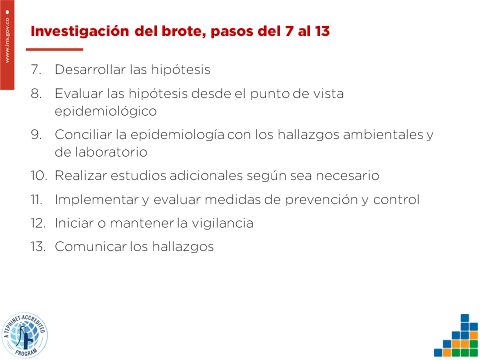 www.ins.gov.co
Investigación del brote, pasos del 7 al 13
7. Desarrollar las hipótesis
8. Evaluar las hipótesis desde el punto de vista
epidemiológico
9. Conciliar la epidemiología con los hallazgos ambientales y
de laboratorio
10. Realizar estudios adicionales según sea necesario
11. Implementar y evaluar medidas de prevención y control
12. Iniciar o mantener la vigilancia
13. Comunicar los hallazgos
A TEPHINET ACCREDITED
PROGRAM